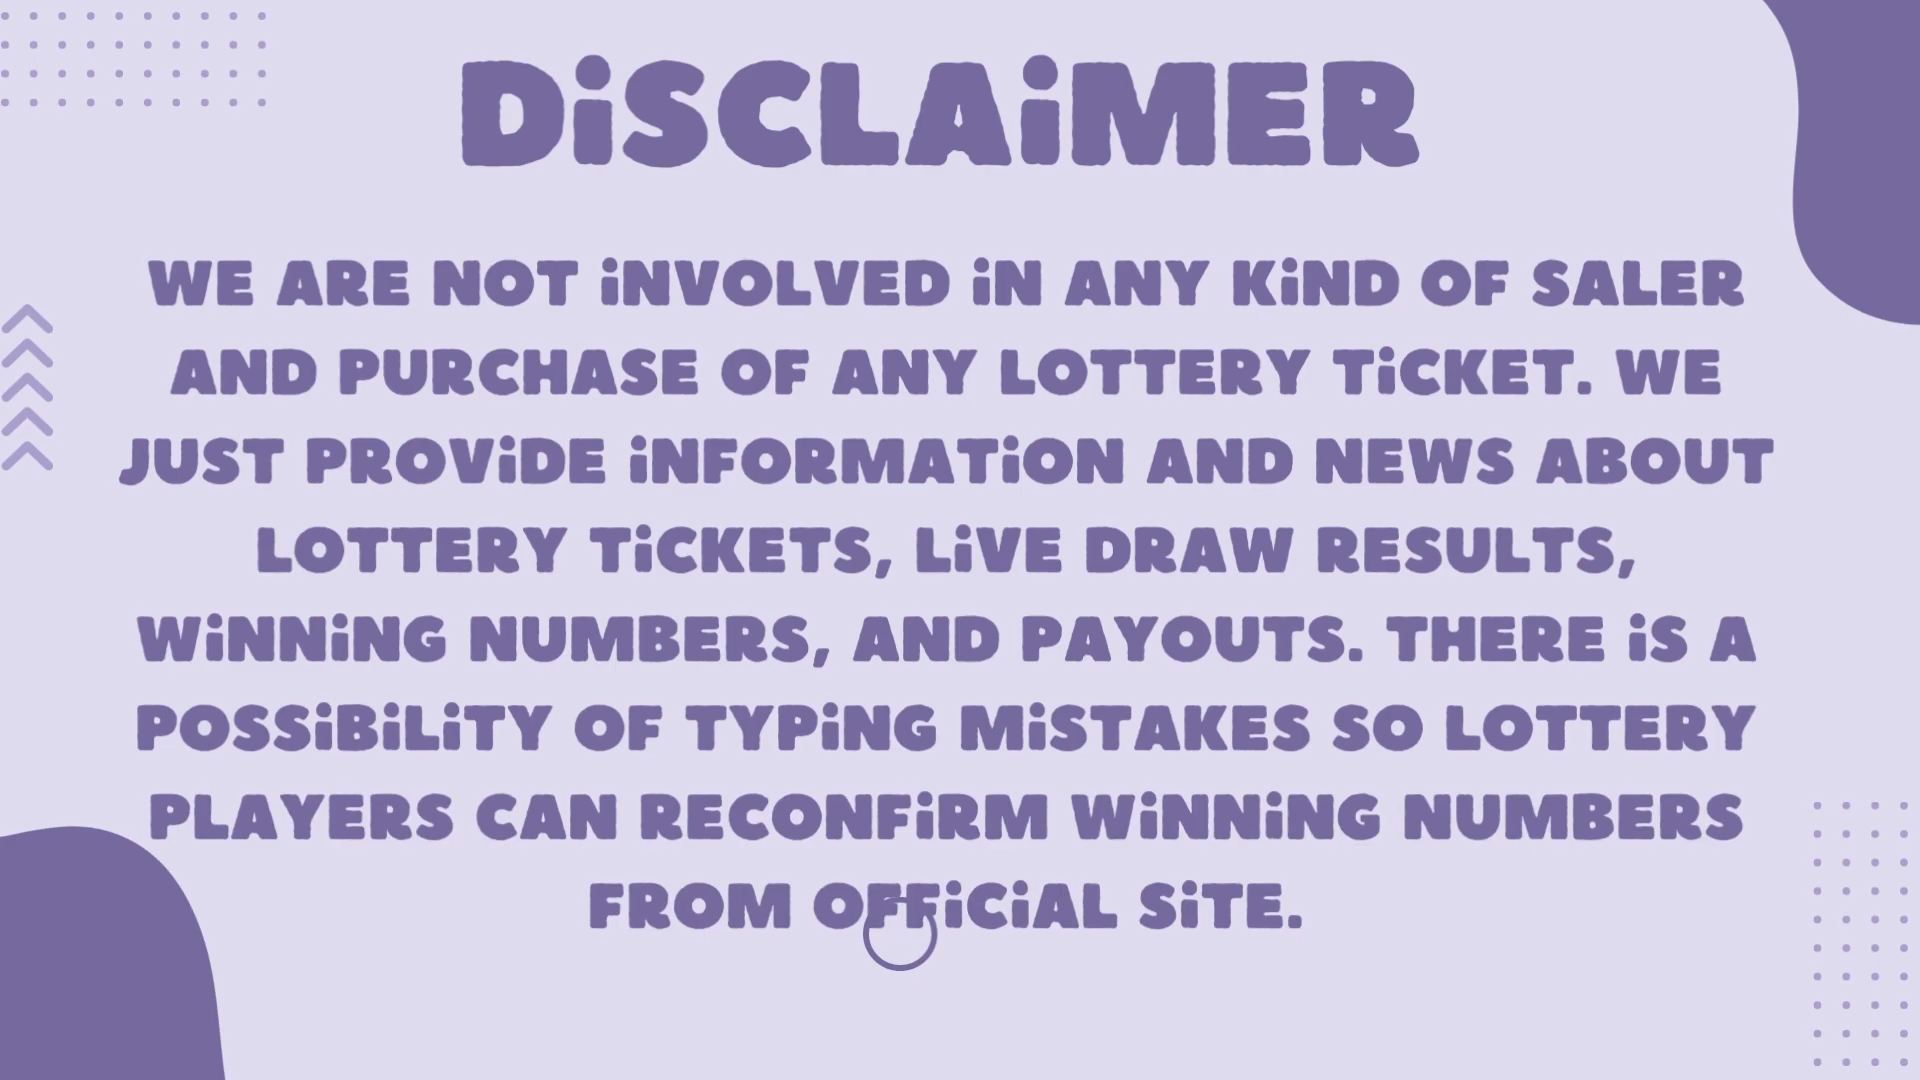 DiSCLAiMER
WE ARE NOT iNVOLVED iN ANY KiND OF SALER
AND PURCHASE OF ANY LOTTERY TiCKET. WE
JUST PROViDE iNFORMATiON AND NEWS ABOUT
LOTTERY TiCKETS, LiVE DRAW RESULTS,
WiNNiNG NUMBERS, AND PAYOUTS. THERE iS A
POSSiBiLiTY OF TYPiNG MiSTAKES SO LOTTERY
PLAYERS CAN RECONFiRM WiNNiNG NUMBERS
FROM OFFiCiAL SiTE.